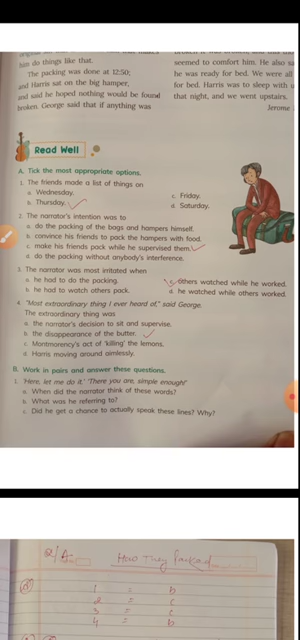 him do things like that.
The packing was done at 12:50;
and Harris sat on the big hamper,
and said he hoped nothing would be found
broken. George said that if anything was
seemed to comfort him. He also sa
he was ready for bed. We were all
for bed. Harris was to sleep with u
that night, and we went upstairs.
Jerome
Read Well
A. Tick the most appropriate options.
1. The friends made a list of things on
a. Wednesday.
b. Thursday.
c. Friday.
d. Saturday.
2. The narrator's intention was to
a. do the packing of the bags and hampers himself.
b. convince his friends to pack the hampers with food.
c. make his friends pack while he supervised them.
d. do the packing without anybody's interference.
3. The narrator was most irritated when
a. he had to do the packing.
b. he had to watch others pack.
c. others watched while he worked.
d. he watched while others worked.
4. "Most extraordinary thing I ever heard of," said George.
The extraordinary thing was
a. the narrator's decision to sit and supervise.
b. the disappearance of the butter.
c. Montmorency's act of 'killing' the lemons.
d. Harris moving around aimlessly.
B. Work in pairs and answer these questions.
1. 'Here, let me do it.' 'There you are, simple enough!'
a. When did the narrator think of these words?
b. What was he referring to?
c. Did he get a chance to actually speak these lines? Why?
Q/A. How They Packed
1 = b
2 = c
3 = c
4 = b